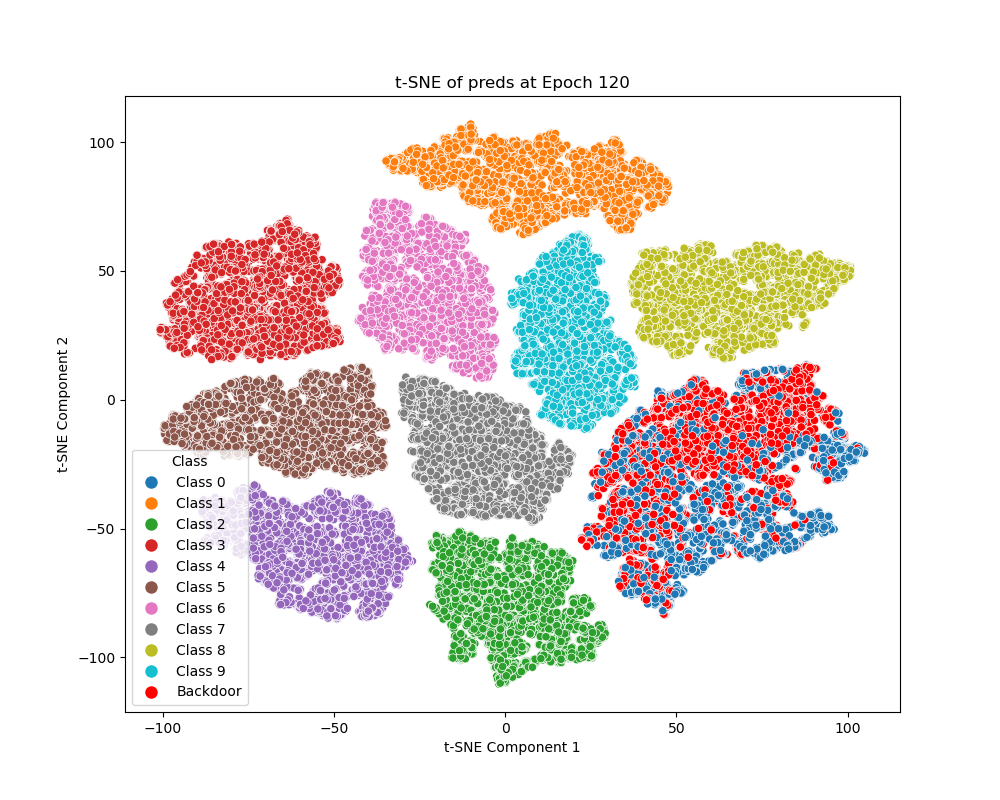 t-SNE of preds at Epoch 120
t-SNE Component 2
100
50
0
−50
−100
Class
Class 0
Class 1
Class 2
Class 3
Class 4
Class 5
Class 6
Class 7
Class 8
Class 9
Backdoor
−100 −50 0 50 100
t-SNE Component 1